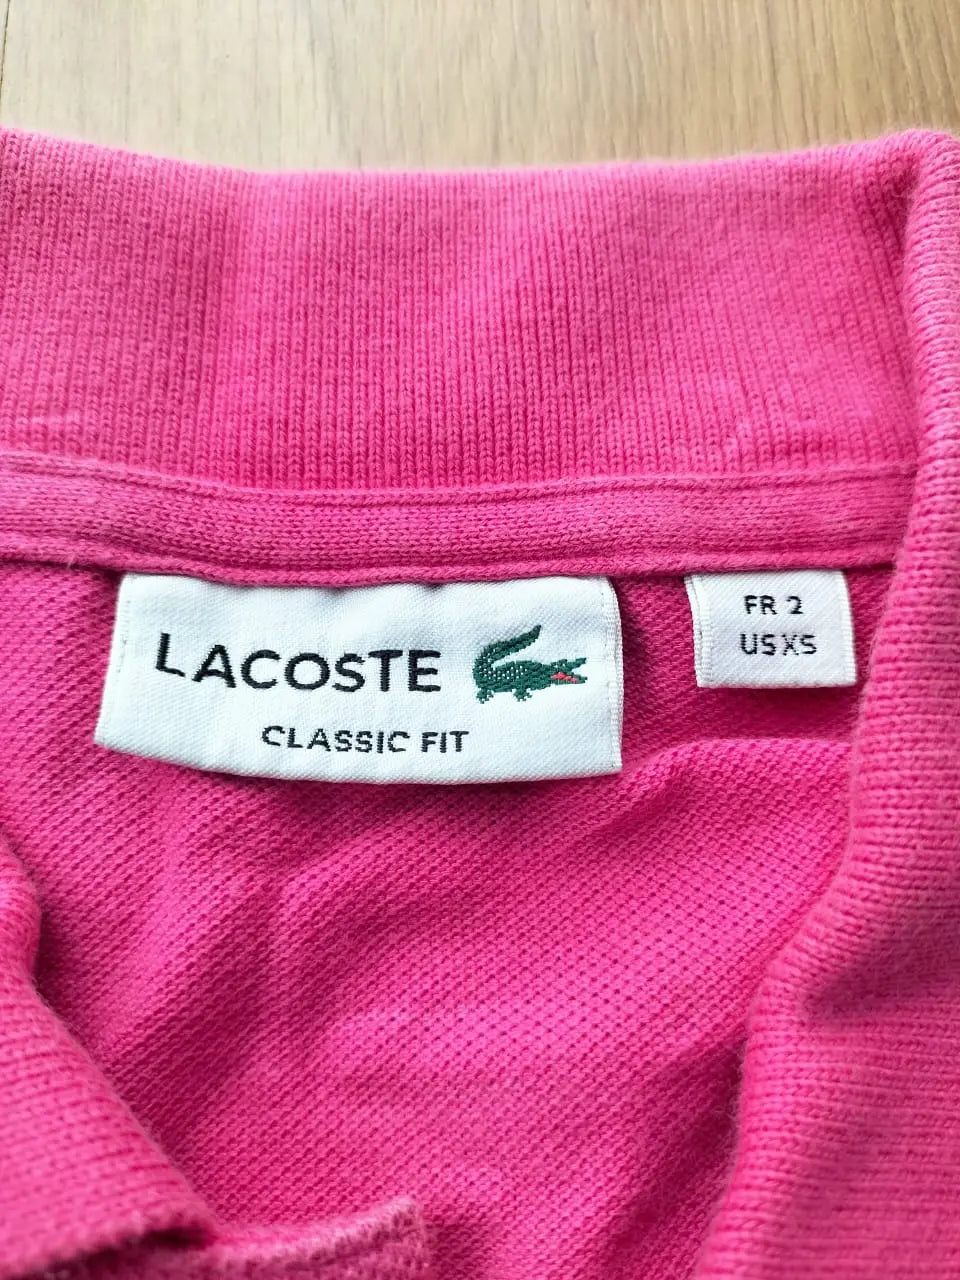 LACOSTE
CLASSIC FIT
FR 2
US XS